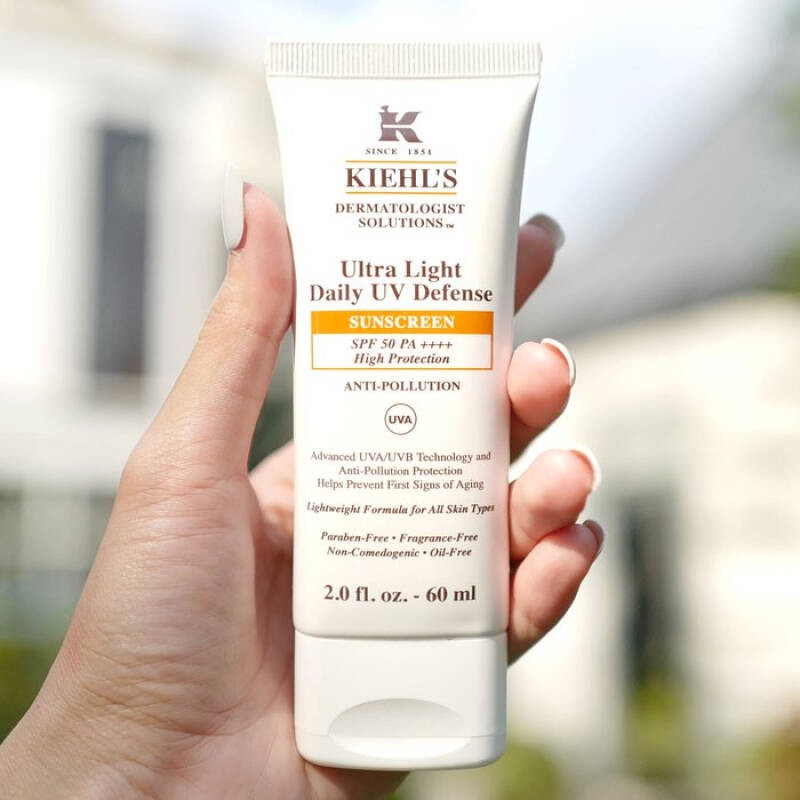 K
SINCE 1851
KIEHL'S
DERMATOLOGIST
SOLUTIONS™
Ultra Light
Daily UV Defense
SUNSCREEN
SPF 50 PA ++++
High Protection
ANTI-POLLUTION
UVA
Advanced UVA/UVB Technology and
Anti-Pollution Protection
Helps Prevent First Signs of Aging
Lightweight Formula for All Skin Types
Paraben-Free • Fragrance-Free
Non-Comedogenic • Oil-Free
2.0 fl. oz. - 60 ml